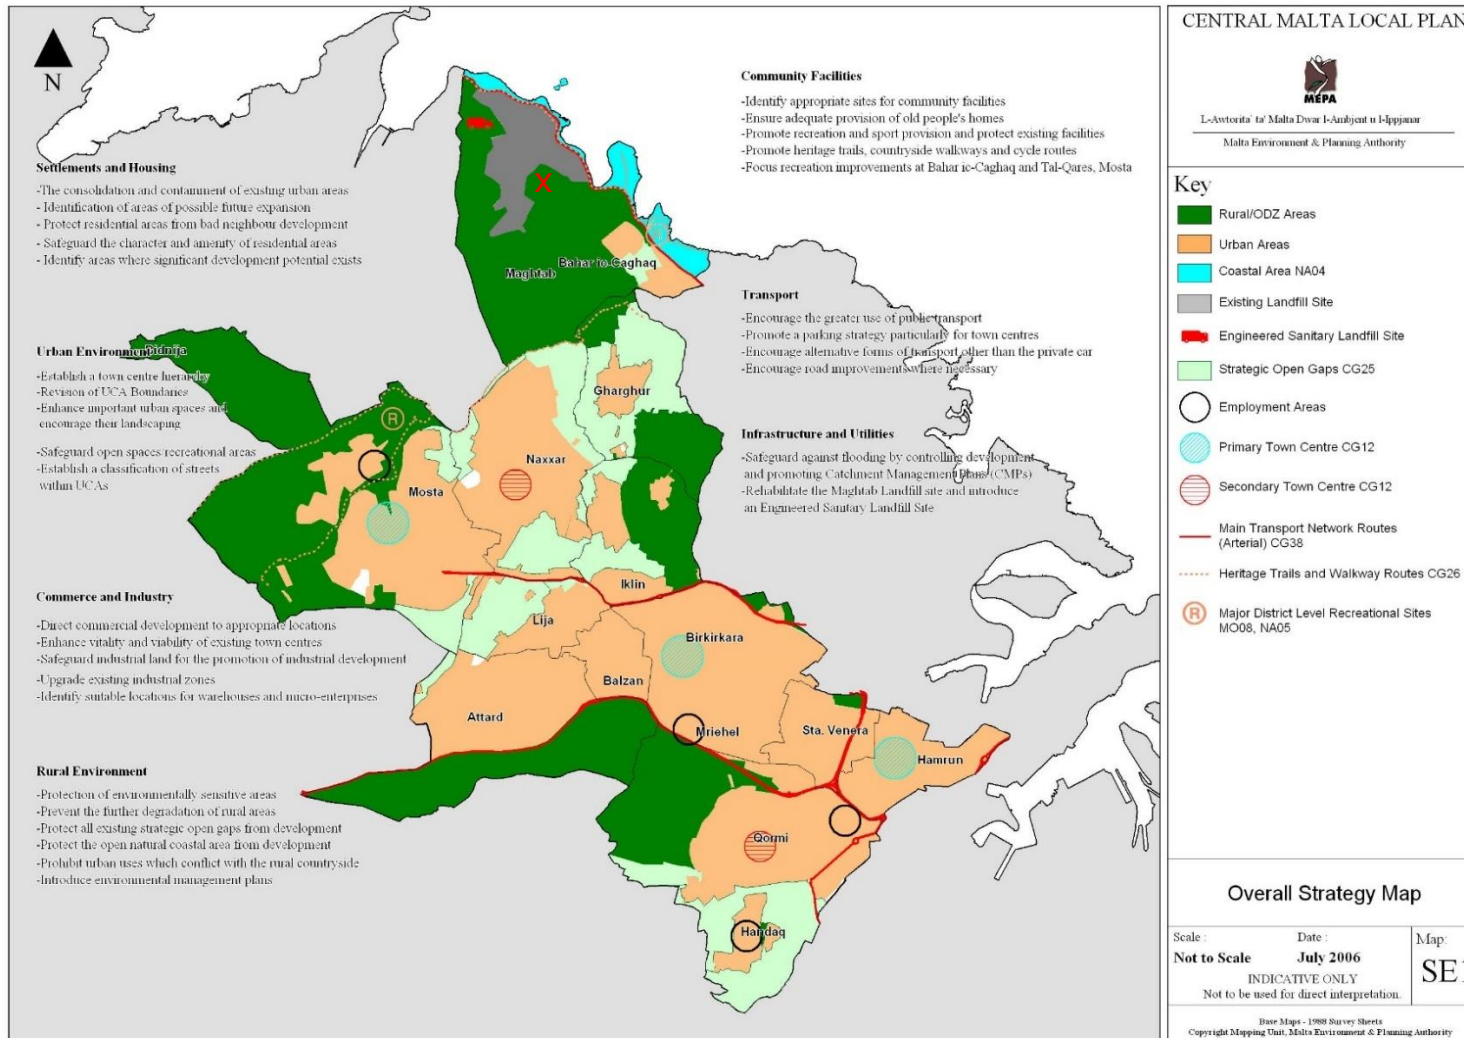 N
Settlements and Housing
-The consolidation and containment of existing urban areas
- Identification of areas of possible future expansion
- Protect residential areas from bad neighbour development
- Safeguard the character and amenity of residential areas
- Identify areas where significant development potential exists
Urban Environment
-Establish a town centre hierarchy
-Revision of UCA Boundaries
-Enhance important urban spaces and
encourage their landscaping
-Safeguard open spaces/recreational areas
-Establish a classification of streets
within UCAs
Commerce and Industry
-Direct commercial development to appropriate locations
-Enhance vitality and viability of existing town centres
-Safeguard industrial land for the promotion of industrial development
-Upgrade existing industrial zones
-Identify suitable locations for warehouses and micro-enterprises
Rural Environment
-Protection of environmentally sensitive areas
-Prevent the further degradation of rural areas
-Protect all existing strategic open gaps from development
-Protect the open natural coastal area from development
-Prohibit urban uses which conflict with the rural countryside
-Introduce environmental management plans
Community Facilities
-Identify appropriate sites for community facilities
-Ensure adequate provision of old people's homes
-Promote recreation and sport provision and protect existing facilities
-Promote heritage trails, countryside walkways and cycle routes
-Focus recreation improvements at Bahar ic-Caghaq and Tal-Qares, Mosta
Transport
-Encourage the greater use of public transport
-Promote a parking strategy particularly for town centres
-Encourage alternative forms of transport other than the private car
-Encourage road improvements where necessary
Infrastructure and Utilities
-Safeguard against flooding by controlling development
and promoting Catchment Management Plans (CMPs)
-Rehabilitate the Maghtab Landfill site and introduce
an Engineered Sanitary Landfill Site
X
Bahar ic-Caghaq
Maghtab
Bidnija
Gharghur
R
Naxxar
Mosta
Iklin
Lija
Birkirkara
Balzan
Attard
Mriehel
Sta. Venera
Hamrun
Qormi
Handaq
CENTRAL MALTA LOCAL PLAN
MEPA
L-Awtorita' ta' Malta Dwar l-Ambjent u l-Ippjanar
Malta Environment & Planning Authority
Key
Rural/ODZ Areas
Urban Areas
Coastal Area NA04
Existing Landfill Site
Engineered Sanitary Landfill Site
Strategic Open Gaps CG25
Employment Areas
Primary Town Centre CG12
Secondary Town Centre CG12
Main Transport Network Routes
(Arterial) CG38
Heritage Trails and Walkway Routes CG26
R
Major District Level Recreational Sites
MO08, NA05
Overall Strategy Map
Scale :
Not to Scale
Date :
July 2006
INDICATIVE ONLY
Not to be used for direct interpretation.
Map:
SE1
Base Maps - 1988 Survey Sheets
Copyright Mapping Unit, Malta Environment & Planning Authority